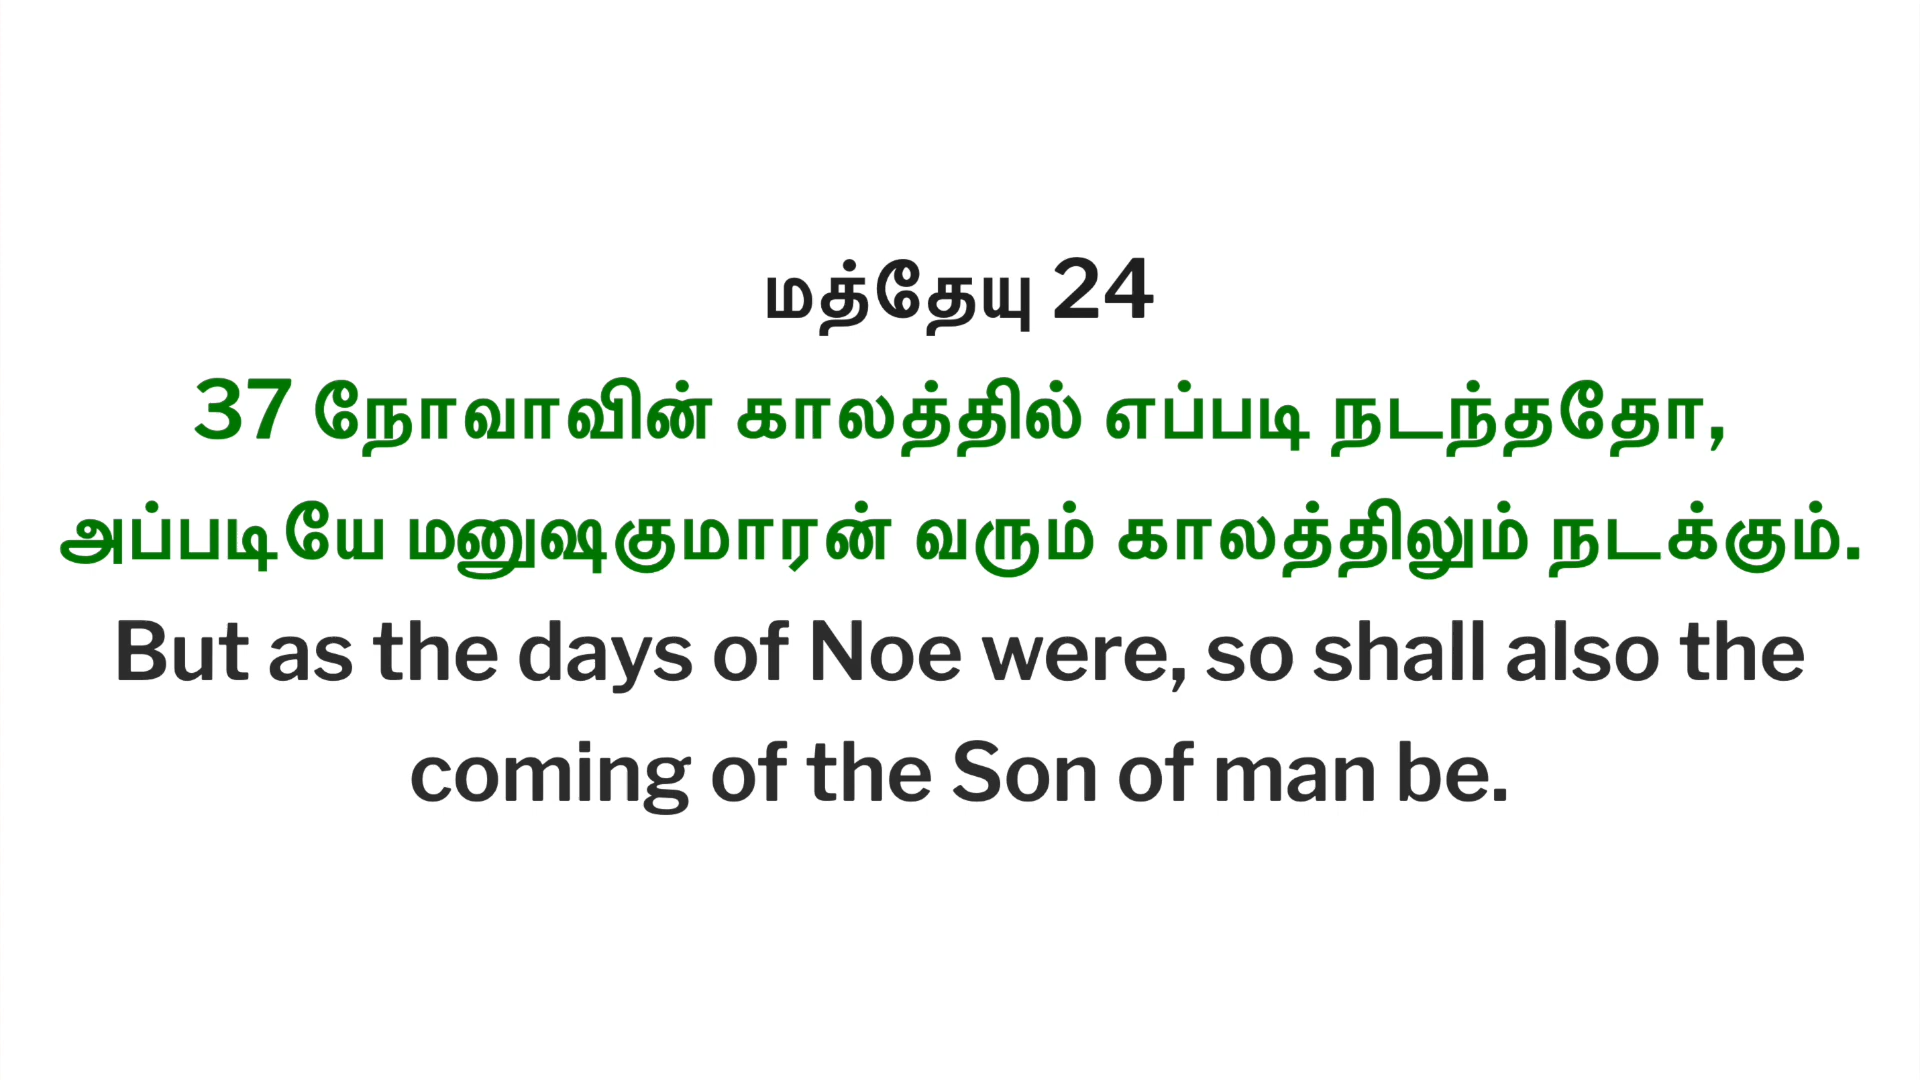 மத்தேயு 24
37 நோவாவின் காலத்தில் எப்படி நடந்ததோ,
அப்படியே மனுஷகுமாரன் வரும் காலத்திலும் நடக்கும்.
But as the days of Noe were, so shall also the
coming of the Son of man be.